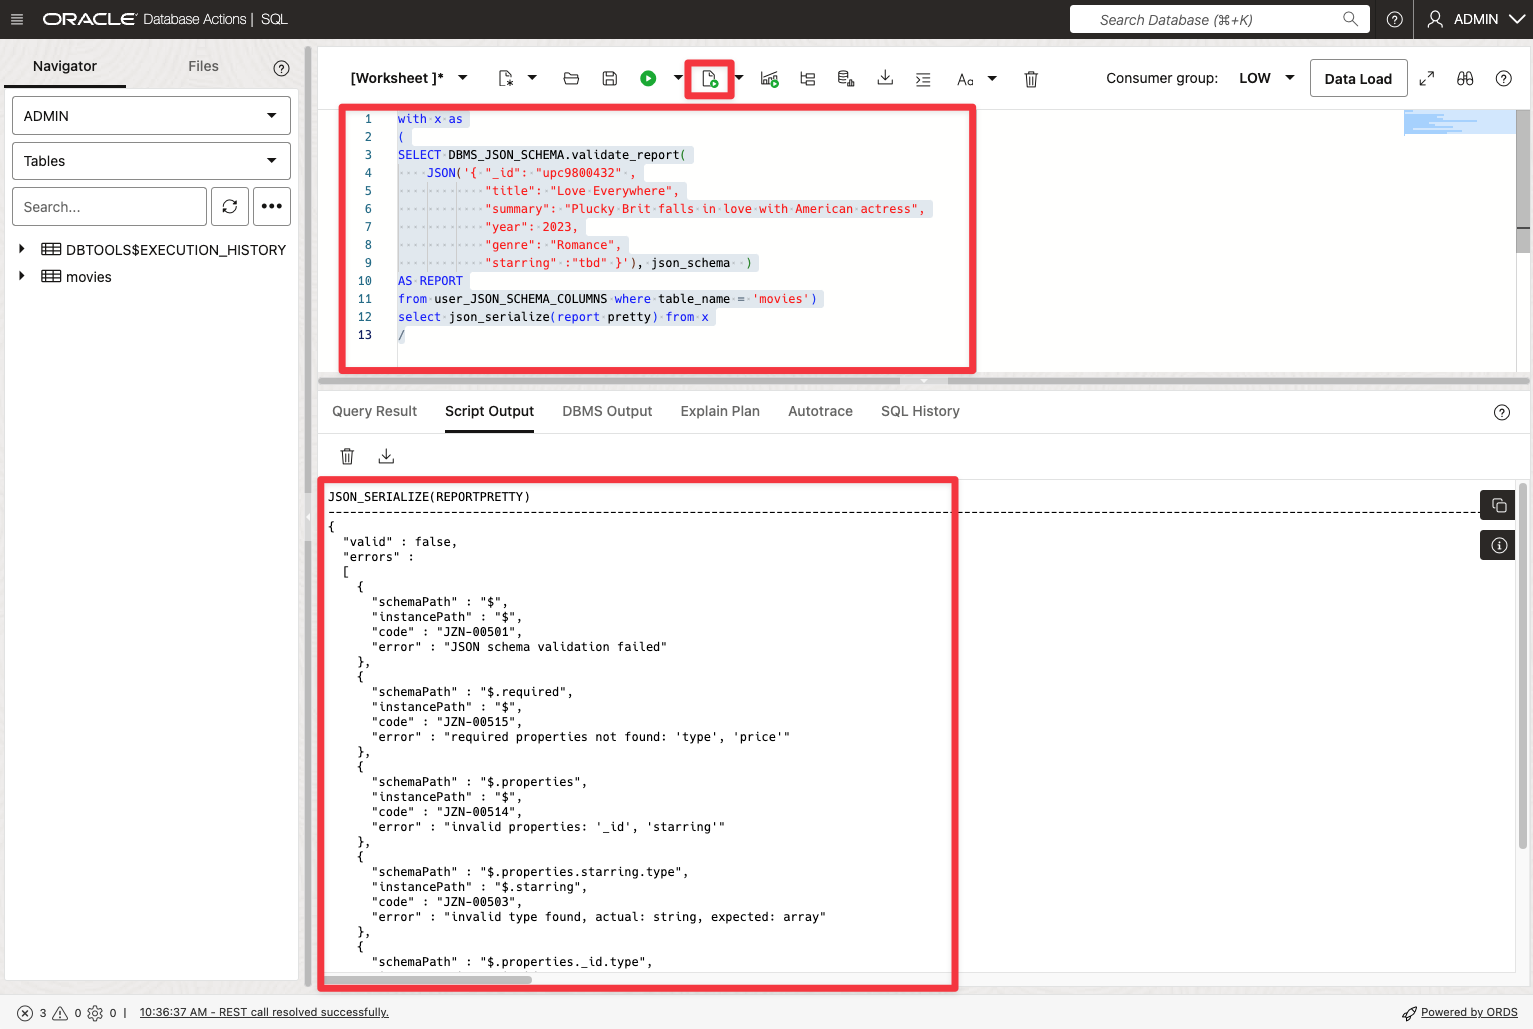 ORACLE Database Actions | SQL
Search Database (⌘+K)
ADMIN
Navigator
Files
ADMIN
Tables
Search...
DBTOOLS$EXECUTION_HISTORY
movies
[Worksheet ]*
Aa
Consumer group: LOW
Data Load
1 with x as
2 (
3 SELECT DBMS_JSON_SCHEMA.validate_report(
4 JSON('{ "_id": "upc9800432" ,
5 "title": "Love Everywhere",
6 "summary": "Plucky Brit falls in love with American actress",
7 "year": 2023,
8 "genre": "Romance",
9 "starring" :"tbd" }'), json_schema )
10 AS REPORT
11 from user_JSON_SCHEMA_COLUMNS where table_name = 'movies')
12 select json_serialize(report pretty) from x
13 /
Query Result
Script Output
DBMS Output
Explain Plan
Autotrace
SQL History
JSON_SERIALIZE(REPORTPRETTY)
{
"valid" : false,
"errors" :
[
{
"schemaPath" : "$",
"instancePath" : "$",
"code" : "JZN-00501",
"error" : "JSON schema validation failed"
},
{
"schemaPath" : "$.required",
"instancePath" : "$",
"code" : "JZN-00515",
"error" : "required properties not found: 'type', 'price'"
},
{
"schemaPath" : "$.properties",
"instancePath" : "$",
"code" : "JZN-00514",
"error" : "invalid properties: '_id', 'starring'"
},
{
"schemaPath" : "$.properties.starring.type",
"instancePath" : "$.starring",
"code" : "JZN-00503",
"error" : "invalid type found, actual: string, expected: array"
},
{
"schemaPath" : "$.properties._id.type",
3 0 0 | 10:36:37 AM - REST call resolved successfully.
Powered by ORDS